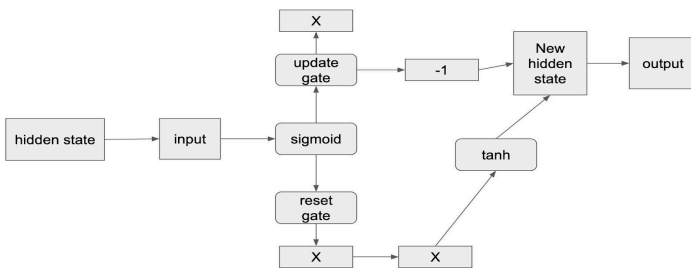 X
update
gate
-1
New
hidden
state
output
hidden state
input
sigmoid
tanh
reset
gate
X
X